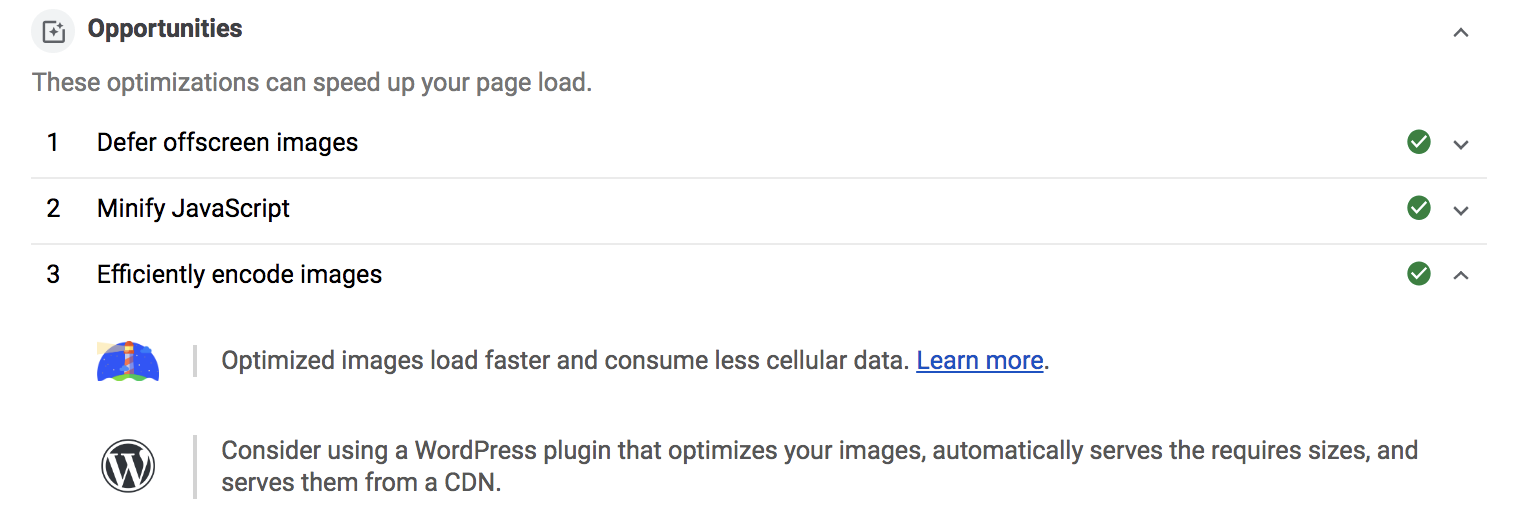 Opportunities
These optimizations can speed up your page load.
1 Defer offscreen images
2 Minify JavaScript
3 Efficiently encode images
Optimized images load faster and consume less cellular data. Learn more.
Consider using a WordPress plugin that optimizes your images, automatically serves the requires sizes, and
serves them from a CDN.